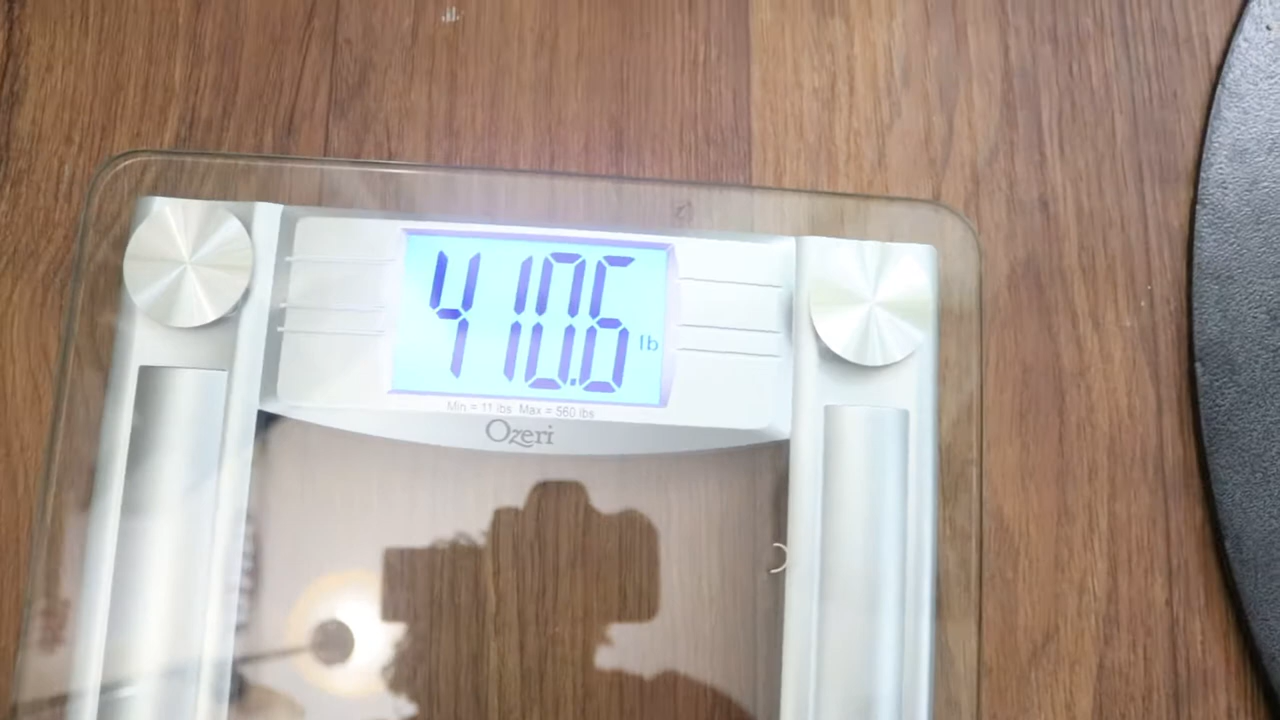 410.6 lb
Min = 11 lbs Max = 560 lbs
Ozeri